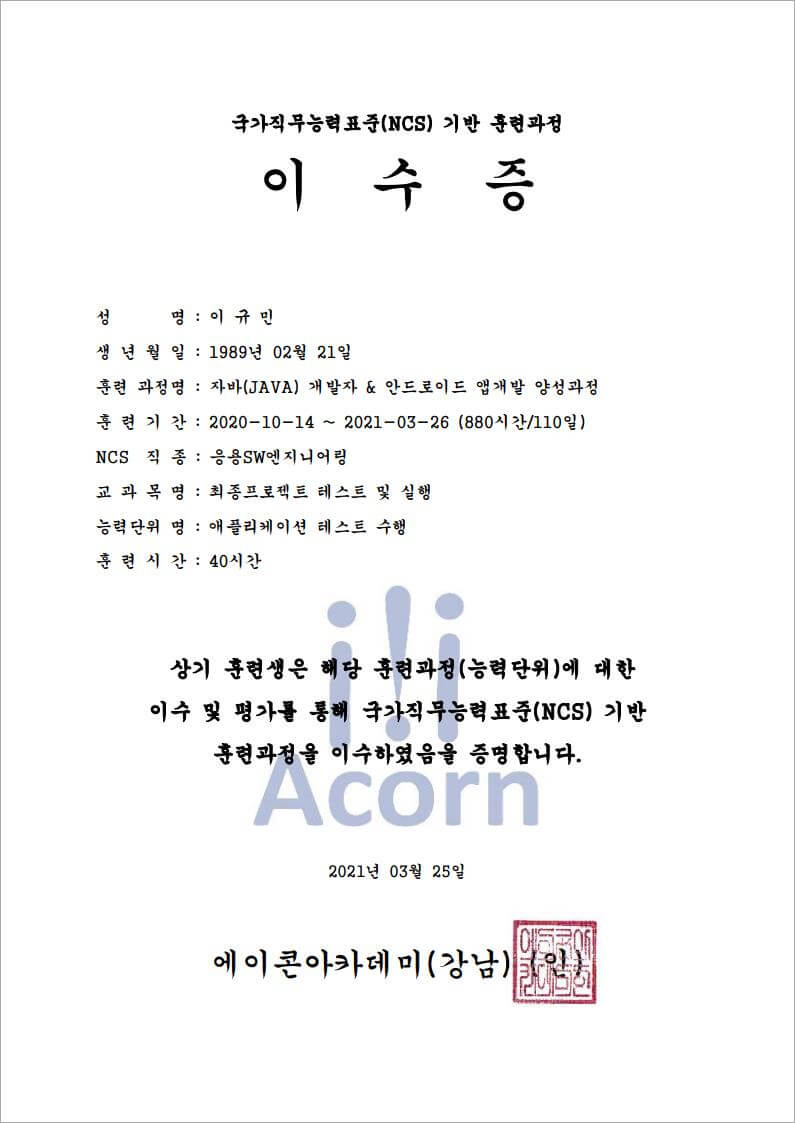 국가직무능력표준(NCS) 기반 훈련과정
이 수 증
성 명 : 이 규 민
생 년 월 일 : 1989년 02월 21일
훈련 과정명 : 자바(JAVA) 개발자 & 안드로이드 앱개발 양성과정
훈 련 기 간 : 2020-10-14 ~ 2021-03-26 (880시간/110일)
NCS 직 종 : 응용SW엔지니어링
교 과 목 명 : 최종프로젝트 테스트 및 실행
능력단위 명 : 애플리케이션 테스트 수행
훈 련 시 간 : 40시간
상기 훈련생은 해당 훈련과정(능력단위)에 대한
이수 및 평가를 통해 국가직무능력표준(NCS) 기반
훈련과정을 이수하였음을 증명합니다.
Acorn
2021년 03월 25일
에이콘아카데미(강남) (인)